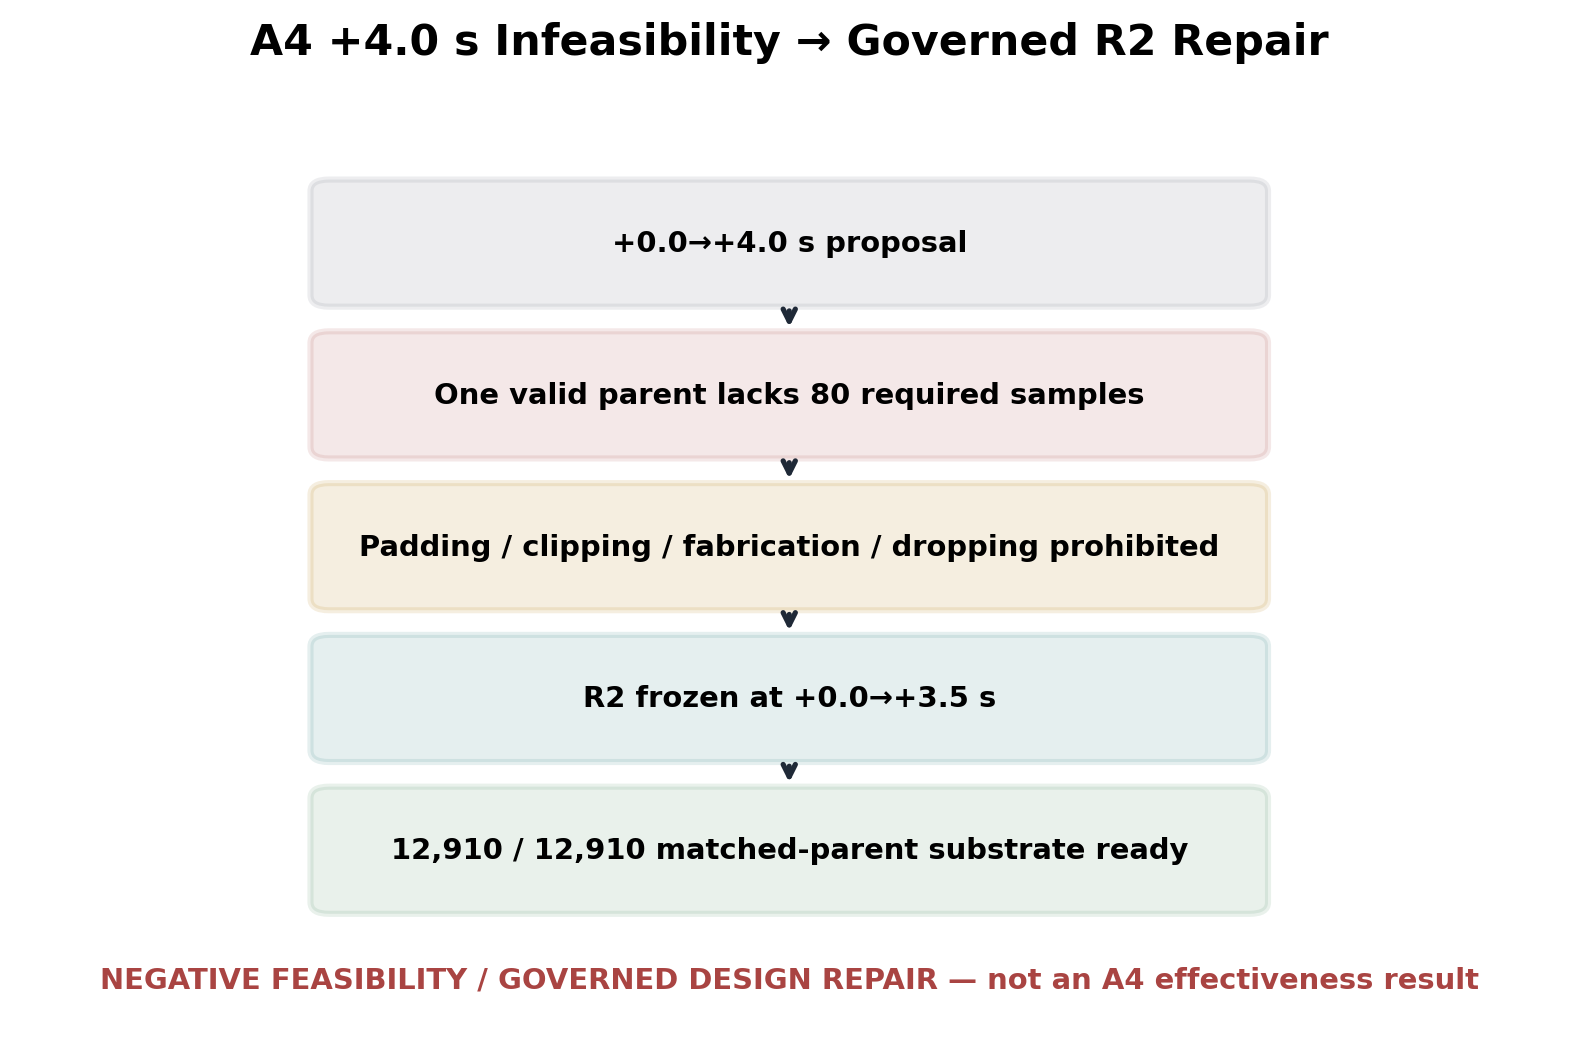 A4 +4.0 s Infeasibility → Governed R2 Repair
+0.0→+4.0 s proposal
One valid parent lacks 80 required samples
Padding / clipping / fabrication / dropping prohibited
R2 frozen at +0.0→+3.5 s
12,910 / 12,910 matched-parent substrate ready
NEGATIVE FEASIBILITY / GOVERNED DESIGN REPAIR — not an A4 effectiveness result